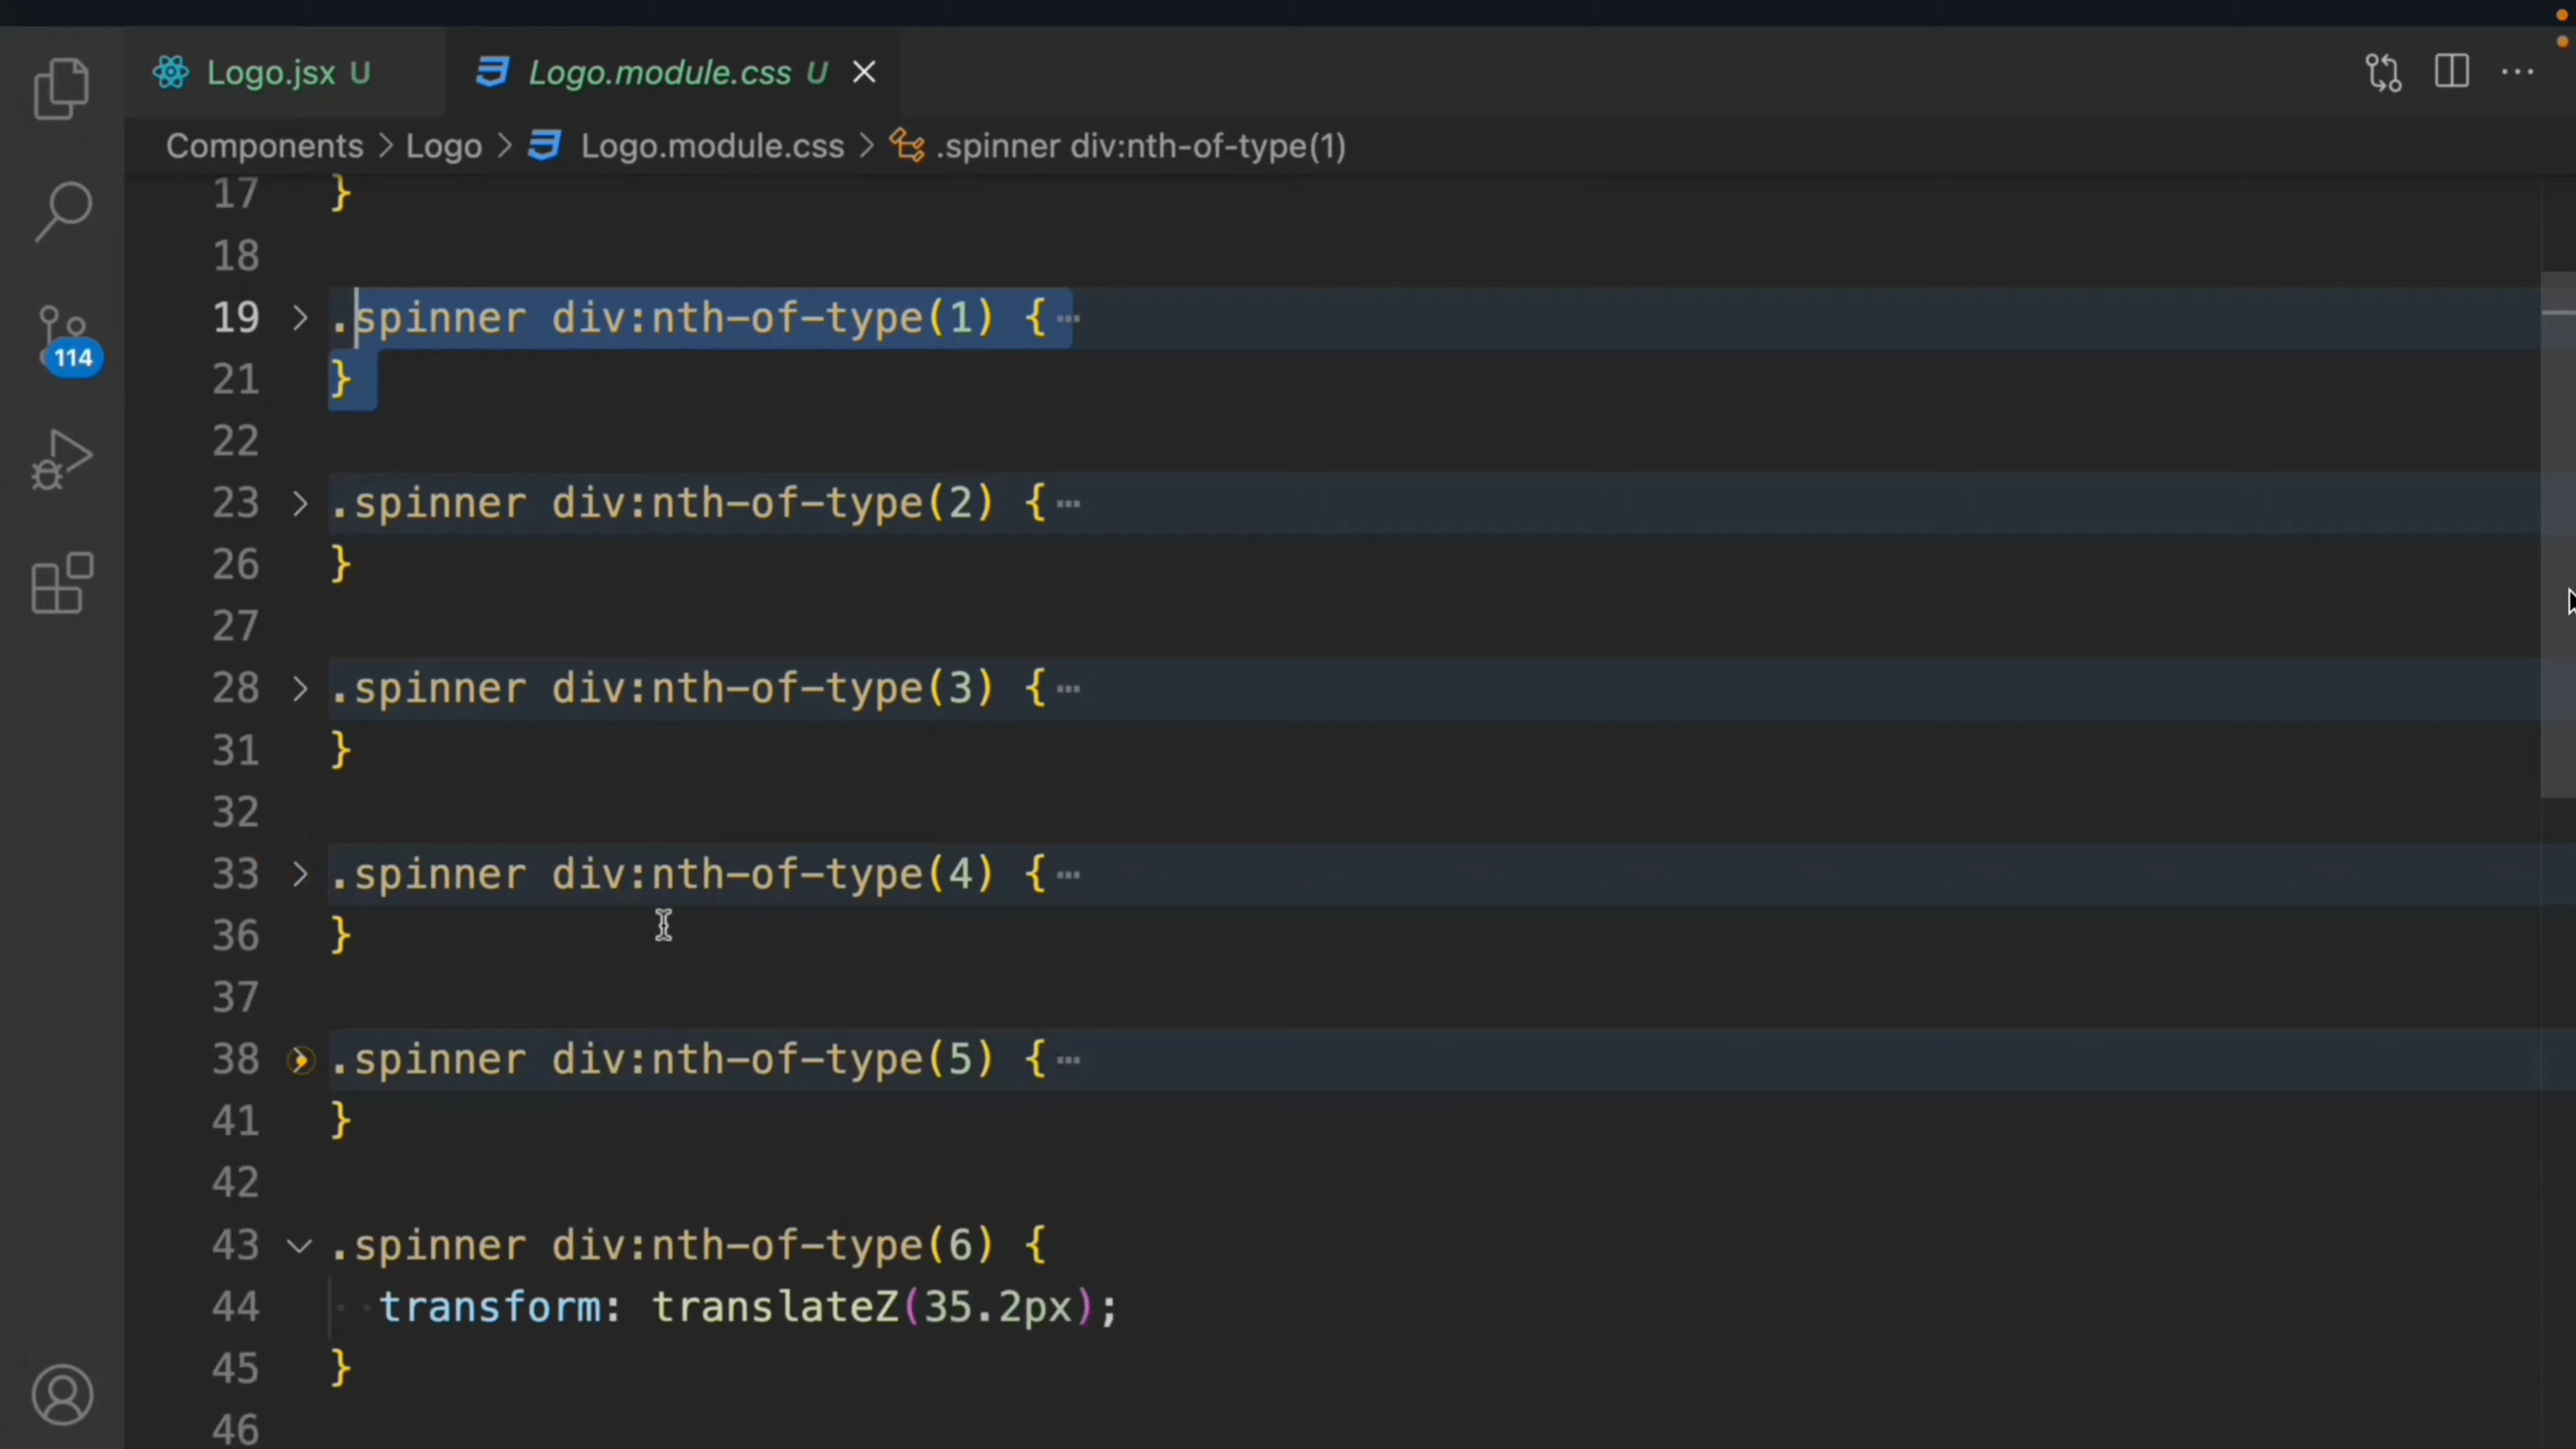 Logo.jsx U
Logo.module.css U
Components > Logo > Logo.module.css > .spinner div:nth-of-type(1)
17 }
18
19 .spinner div:nth-of-type(1) {…
21 }
22
23 .spinner div:nth-of-type(2) {…
26 }
27
28 .spinner div:nth-of-type(3) {…
31 }
32
33 .spinner div:nth-of-type(4) {…
36 }
37
38 .spinner div:nth-of-type(5) {…
41 }
42
43 .spinner div:nth-of-type(6) {
44 transform: translateZ(35.2px);
45 }
46
114